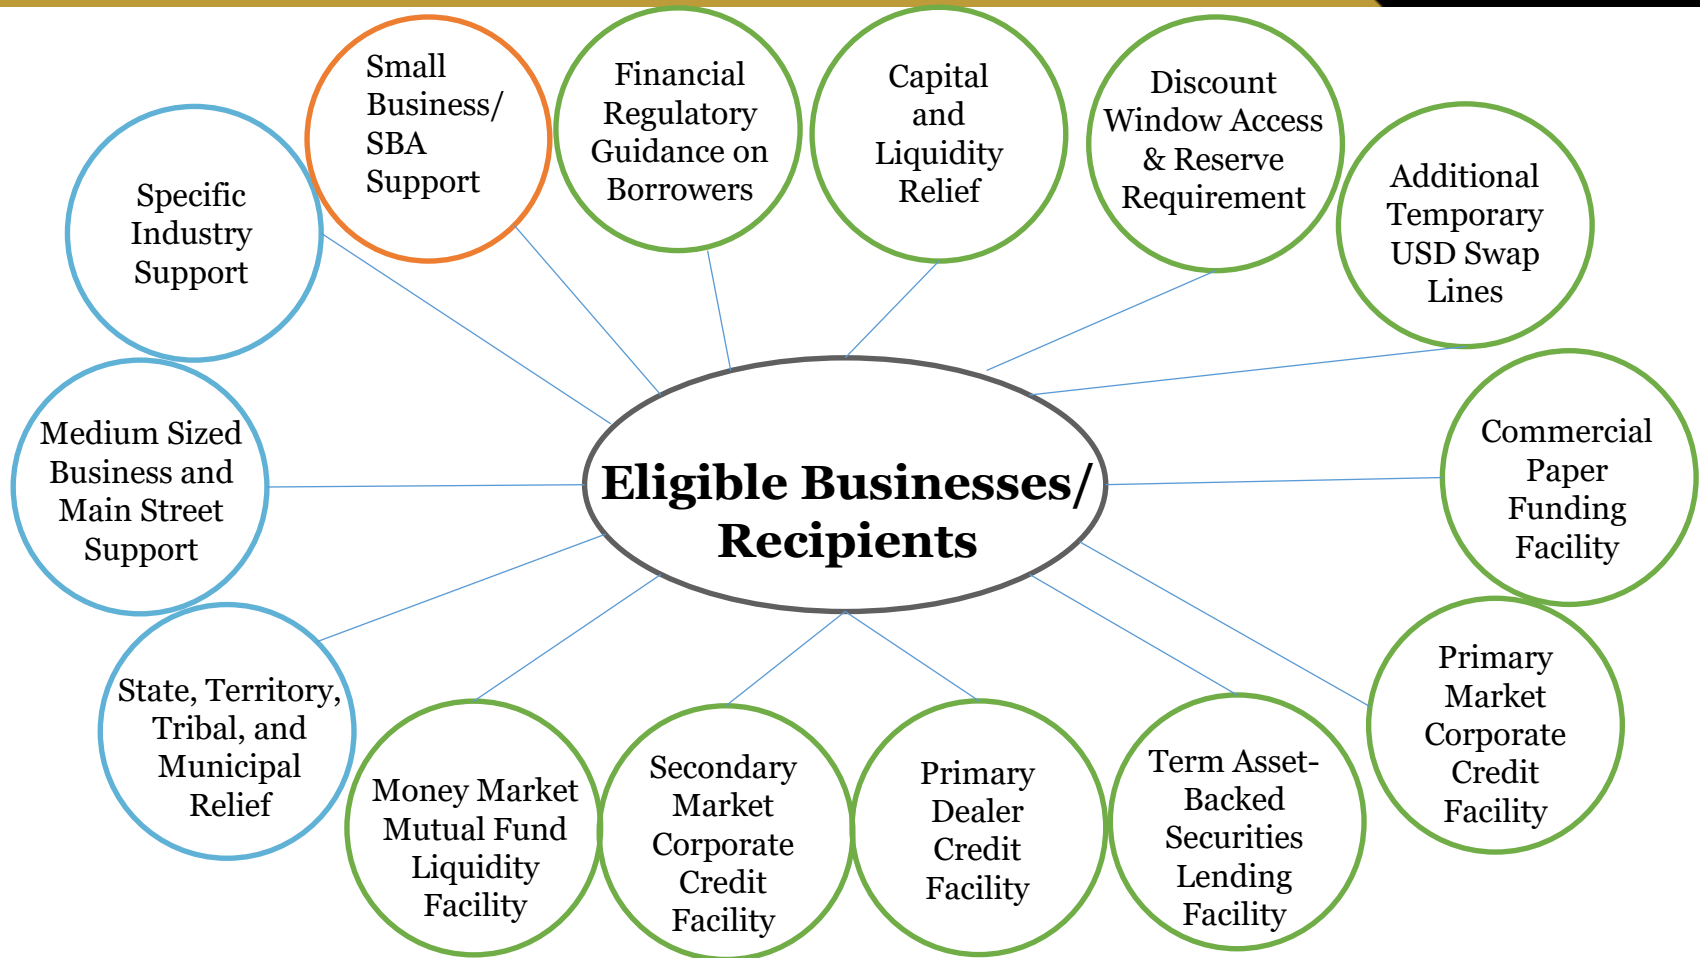 Small
Business/
SBA
Support
Financial
Regulatory
Guidance on
Borrowers
Capital
and
Liquidity
Relief
Discount
Window Access
& Reserve
Requirement
Additional
Temporary
USD Swap
Lines
Specific
Industry
Support
Medium Sized
Business and
Main Street
Support
Eligible Businesses/
Recipients
Commercial
Paper
Funding
Facility
State, Territory,
Tribal, and
Municipal
Relief
Money Market
Mutual Fund
Liquidity
Facility
Secondary
Market
Corporate
Credit
Facility
Primary
Dealer
Credit
Facility
Term Asset-
Backed
Securities
Lending
Facility
Primary
Market
Corporate
Credit
Facility